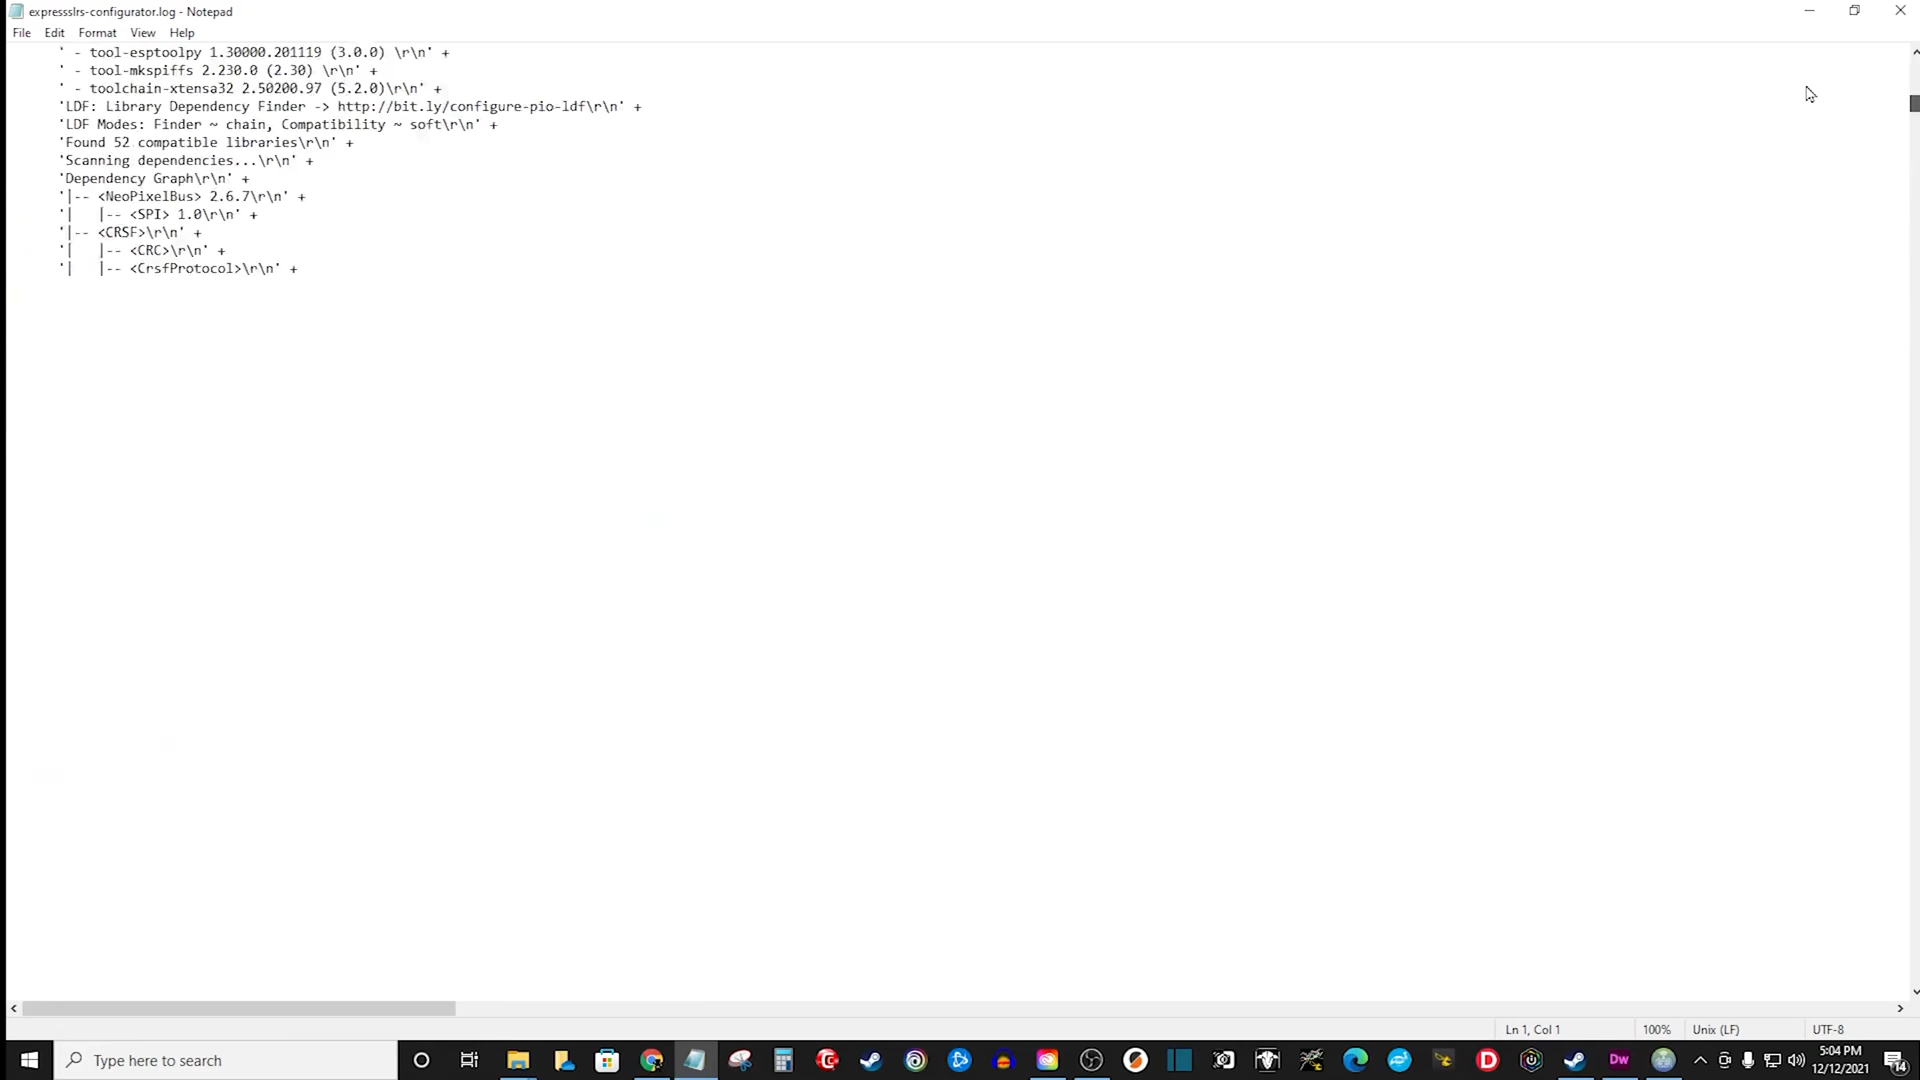 expresslrs-configurator.log - Notepad
File Edit Format View Help
' - tool-esptoolpy 1.30000.201119 (3.0.0) \r\n' +
' - tool-mkspiffs 2.230.0 (2.30) \r\n' +
' - toolchain-xtensa32 2.50200.97 (5.2.0)\r\n' +
'LDF: Library Dependency Finder -> http://bit.ly/configure-pio-ldf\r\n' +
'LDF Modes: Finder ~ chain, Compatibility ~ soft\r\n' +
'Found 52 compatible libraries\r\n' +
'Scanning dependencies...\r\n' +
'Dependency Graph\r\n' +
'|-- <NeoPixelBus> 2.6.7\r\n' +
'|   |-- <SPI> 1.0\r\n' +
'|-- <CRSF>\r\n' +
'|   |-- <CRC>\r\n' +
'|   |-- <CrsfProtocol>\r\n' +
Ln 1, Col 1 100% Unix (LF) UTF-8
Type here to search
Dw
5:04 PM
12/12/2021
14